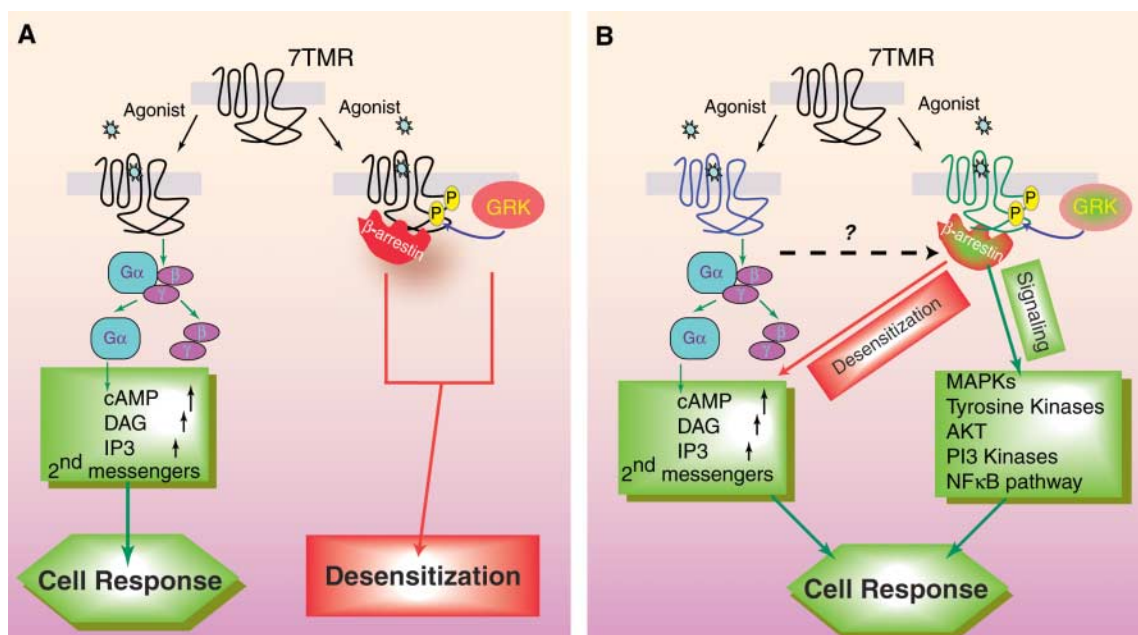 A
7TMR
Agonist
Agonist
P
P
GRK
β-arrestin
Gα
β
γ
Gα
β
γ
cAMP
DAG
IP3
2nd messengers
Cell Response
Desensitization
B
7TMR
Agonist
Agonist
P
P
GRK
?
β-arrestin
Gα
β
γ
Gα
β
γ
Desensitization
Signaling
cAMP
DAG
IP3
2nd messengers
MAPKs
Tyrosine Kinases
AKT
PI3 Kinases
NFκB pathway
Cell Response